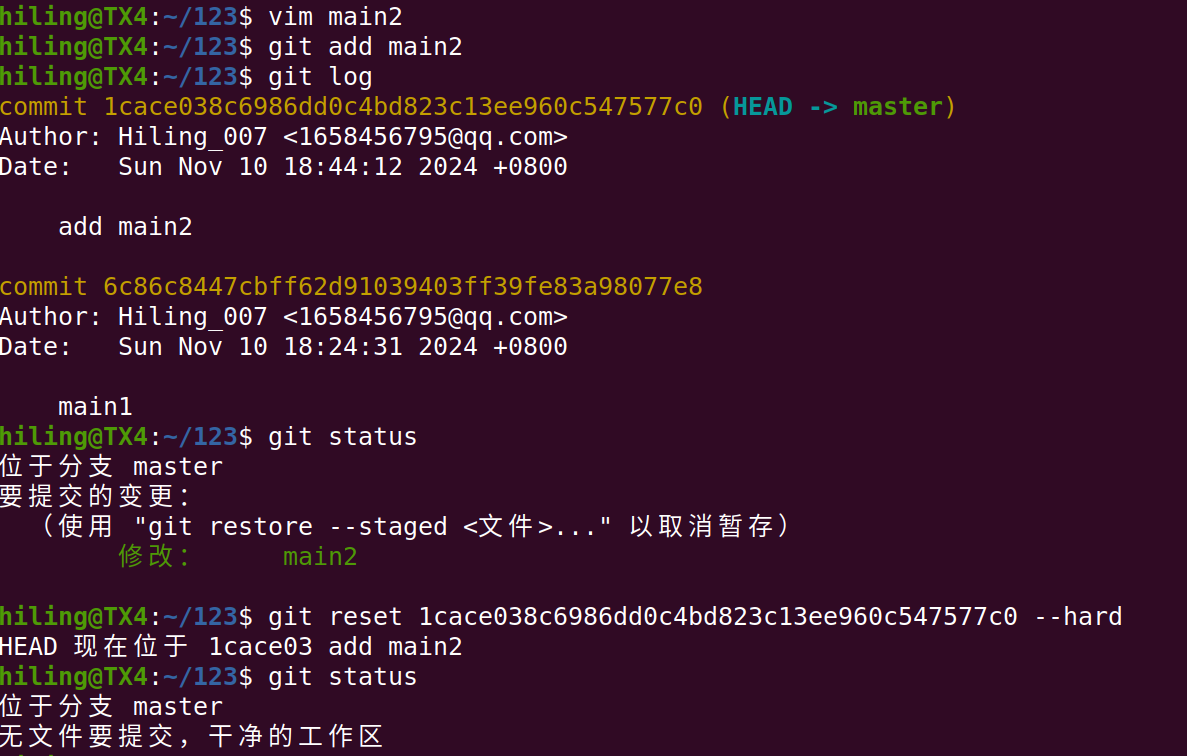 hiling@TX4:~/123$ vim main2
hiling@TX4:~/123$ git add main2
hiling@TX4:~/123$ git log
commit 1cace038c6986dd0c4bd823c13ee960c547577c0 (HEAD -> master)
Author: Hiling_007 <1658456795@qq.com>
Date:   Sun Nov 10 18:44:12 2024 +0800

    add main2

commit 6c86c8447cbff62d91039403ff39fe83a98077e8
Author: Hiling_007 <1658456795@qq.com>
Date:   Sun Nov 10 18:24:31 2024 +0800

    main1
hiling@TX4:~/123$ git status
位于分支 master
要提交的变更：
  （使用 "git restore --staged <文件>..." 以取消暂存）
        修改：     main2

hiling@TX4:~/123$ git reset 1cace038c6986dd0c4bd823c13ee960c547577c0 --hard
HEAD 现在位于 1cace03 add main2
hiling@TX4:~/123$ git status
位于分支 master
无文件要提交，干净的工作区